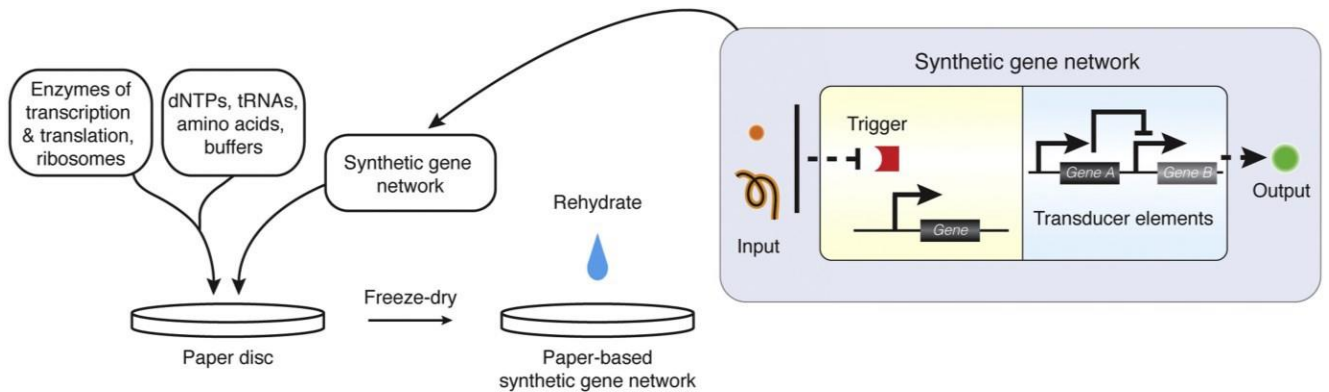 Enzymes of
transcription
& translation,
ribosomes
dNTPs, tRNAs,
amino acids,
buffers
Synthetic gene
network
Paper disc
Freeze-dry
Rehydrate
Paper-based
synthetic gene network
Synthetic gene network
Input
Trigger
Gene
Gene A
Gene B
Transducer elements
Output